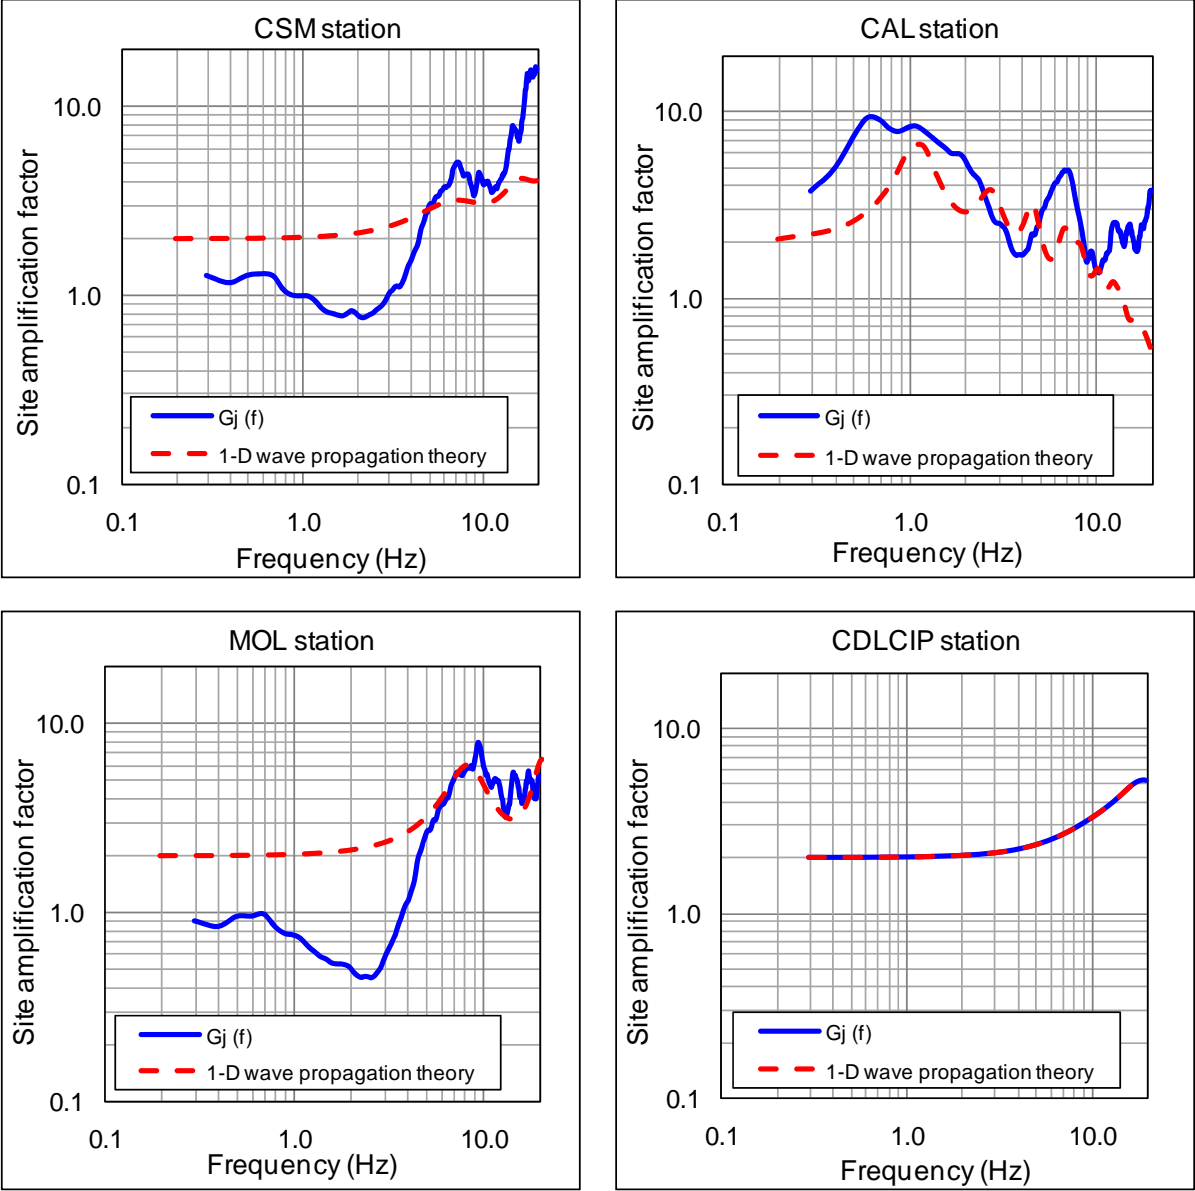 CSM station
Site amplification factor
10.0
1.0
0.1
Gj (f)
1-D wave propagation theory
0.1 1.0 10.0
Frequency (Hz)
CAL station
Site amplification factor
10.0
1.0
0.1
Gj (f)
1-D wave propagation theory
0.1 1.0 10.0
Frequency (Hz)
MOL station
Site amplification factor
10.0
1.0
0.1
Gj (f)
1-D wave propagation theory
0.1 1.0 10.0
Frequency (Hz)
CDLCIP station
Site amplification factor
10.0
1.0
0.1
Gj (f)
1-D wave propagation theory
0.1 1.0 10.0
Frequency (Hz)